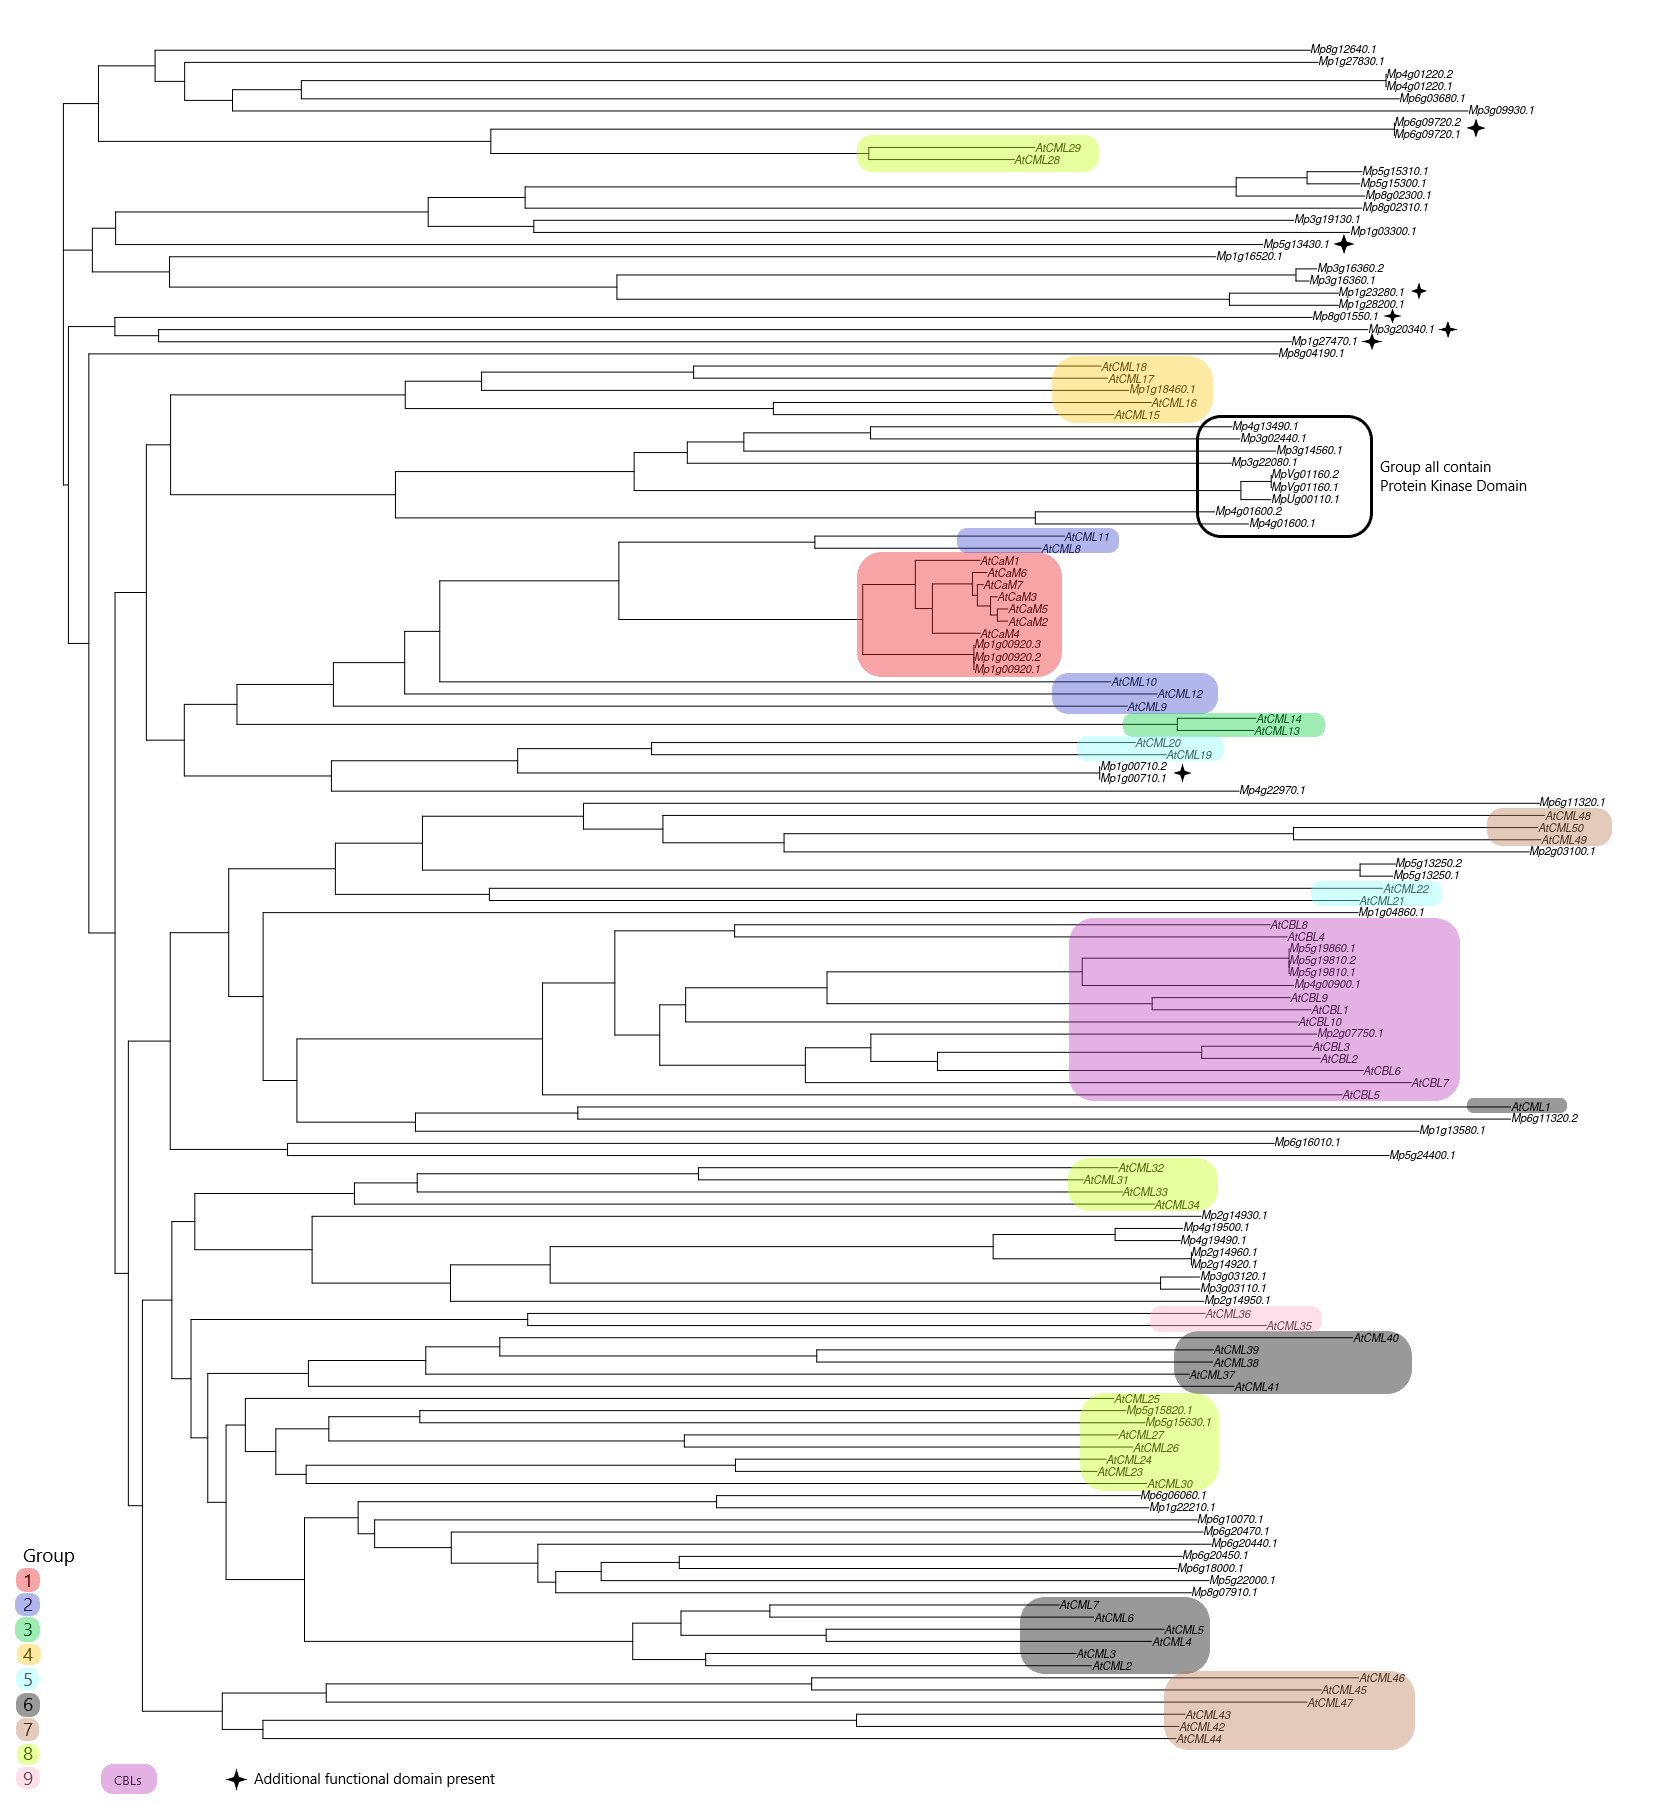 Mp8g12640.1
Mp1g27830.1
Mp4g01220.2
Mp4g01220.1
Mp6g03680.1
Mp3g09930.1
Mp6g09720.2
Mp6g09720.1
AtCML29
AtCML28
Mp5g15310.1
Mp5g15300.1
Mp8g02300.1
Mp8g02310.1
Mp3g19130.1
Mp1g03300.1
Mp5g13430.1
Mp1g16520.1
Mp3g16360.2
Mp3g16360.1
Mp1g23280.1
Mp1g28200.1
Mp8g01550.1
Mp3g20340.1
Mp1g27470.1
Mp8g04190.1
AtCML18
AtCML17
Mp1g18460.1
AtCML16
AtCML15
Mp4g13490.1
Mp3g02440.1
Mp3g14560.1
Mp3g22080.1
MpVg01160.2
MpVg01160.1
MpUg00110.1
Mp4g01600.2
Mp4g01600.1
Group all contain
Protein Kinase Domain
AtCML11
AtCML8
AtCaM1
AtCaM6
AtCaM7
AtCaM3
AtCaM5
AtCaM2
AtCaM4
Mp1g00920.3
Mp1g00920.2
Mp1g00920.1
AtCML10
AtCML12
AtCML9
AtCML14
AtCML13
AtCML20
AtCML19
Mp1g00710.2
Mp1g00710.1
Mp4g22970.1
Mp6g11320.1
AtCML48
AtCML50
AtCML49
Mp2g03100.1
Mp5g13250.2
Mp5g13250.1
AtCML22
AtCML21
Mp1g04860.1
AtCBL8
AtCBL4
Mp5g19860.1
Mp5g19810.2
Mp5g19810.1
Mp4g00900.1
AtCBL9
AtCBL1
AtCBL10
Mp2g07750.1
AtCBL3
AtCBL2
AtCBL6
AtCBL7
AtCBL5
AtCML1
Mp6g11320.2
Mp1g13580.1
Mp6g16010.1
Mp5g24400.1
AtCML32
AtCML31
AtCML33
AtCML34
Mp2g14930.1
Mp4g19500.1
Mp4g19490.1
Mp2g14960.1
Mp2g14920.1
Mp3g03120.1
Mp3g03110.1
Mp2g14950.1
AtCML36
AtCML35
AtCML40
AtCML39
AtCML38
AtCML37
AtCML41
AtCML25
Mp5g15820.1
Mp5g15630.1
AtCML27
AtCML26
AtCML24
AtCML23
AtCML30
Mp6g06060.1
Mp1g22210.1
Mp6g10070.1
Mp6g20470.1
Mp6g20440.1
Mp6g20450.1
Mp6g18000.1
Mp5g22000.1
Mp8g07910.1
AtCML7
AtCML6
AtCML5
AtCML4
AtCML3
AtCML2
AtCML46
AtCML45
AtCML47
AtCML43
AtCML42
AtCML44
Group
1
2
3
4
5
6
7
8
9
CBLs
Additional functional domain present